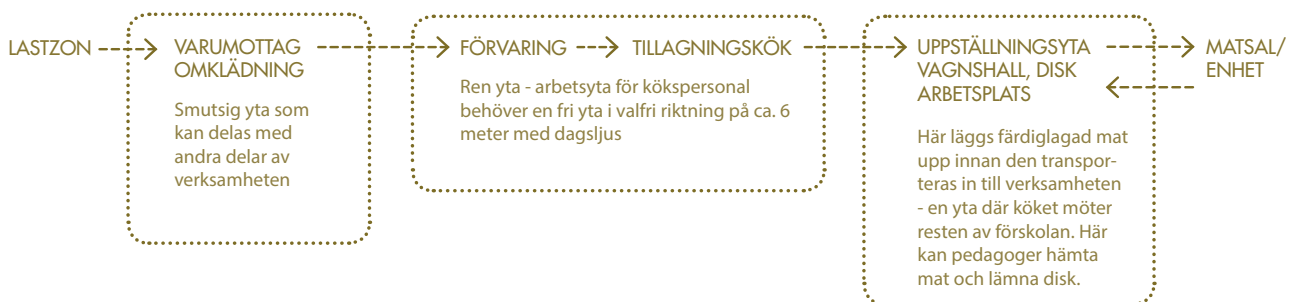 LASTZON
VARUMOTTAG
OMKLÄDNING
Smutsig yta som
kan delas med
andra delar av
verksamheten
FÖRVARING
TILLAGNINGSKÖK
Ren yta - arbetsyta för kökspersonal
behöver en fri yta i valfri riktning på ca. 6
meter med dagsljus
UPPSTÄLLNINGSYTA
VAGNSHALL, DISK
ARBETSPLATS
Här läggs färdiglagad mat
upp innan den transpor-
teras in till verksamheten
- en yta där köket möter
resten av förskolan. Här
kan pedagoger hämta
mat och lämna disk.
MATSAL/
ENHET